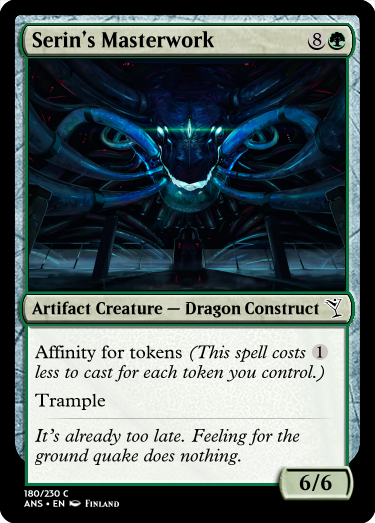 Serin's Masterwork 8
Artifact Creature — Dragon Construct
Affinity for tokens (This spell costs 1
less to cast for each token you control.)
Trample
It's already too late. Feeling for the
ground quake does nothing.
6/6
180/230 C
ANS • EN Finland